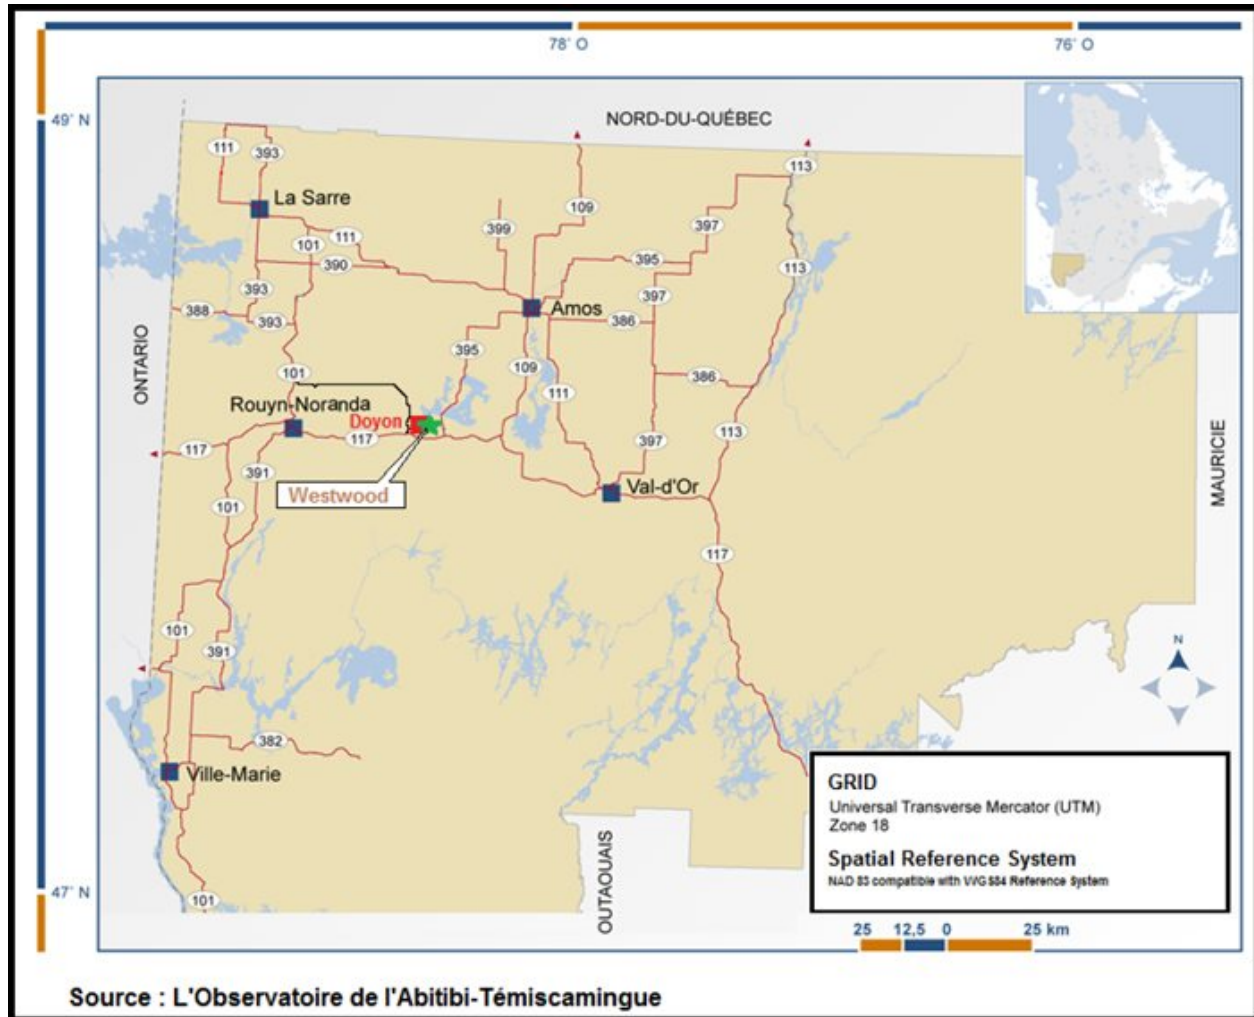 78° O
76° O
49° N
NORD-DU-QUÉBEC
111
393
113
La Sarre
109
399
397
101
111
390
395
113
393
397
388
393
Amos
386
ONTARIO
395
109
101
386
111
Rouyn-Noranda
Doyon
117
117
397
113
MAURICIE
391
Westwood
Val-d'Or
101
117
101
391
N
382
Ville-Marie
GRID
Universal Transverse Mercator (UTM)
Zone 18
Spatial Reference System
NAD 83 compatible with WGS84 Reference System
OUTAOUAIS
47° N
101
25 12,5 0 25 km
Source : L'Observatoire de l'Abitibi-Témiscamingue